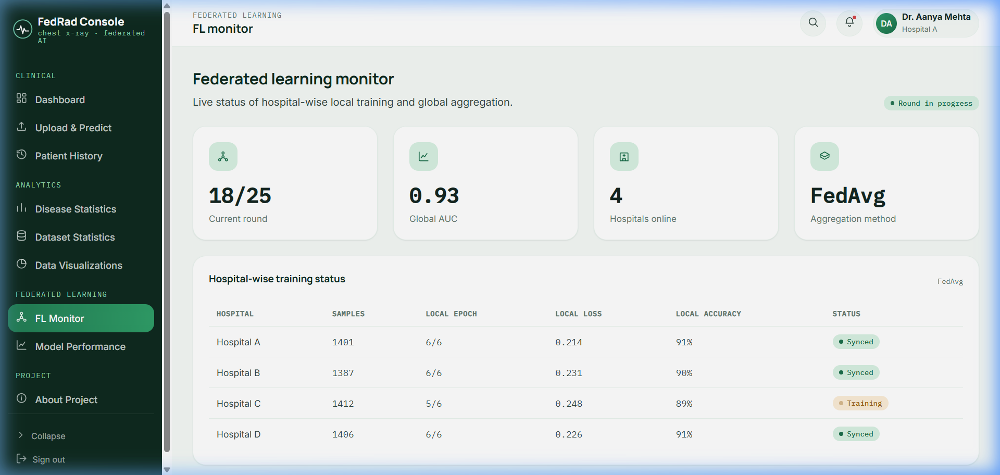 FedRad Console
chest x-ray · federated
AI
CLINICAL
Dashboard
Upload & Predict
Patient History
ANALYTICS
Disease Statistics
Dataset Statistics
Data Visualizations
FEDERATED LEARNING
FL Monitor
Model Performance
PROJECT
About Project
Collapse
Sign out
FEDERATED LEARNING
FL monitor
DA
Dr. Aanya Mehta
Hospital A
Federated learning monitor
Live status of hospital-wise local training and global aggregation.
Round in progress
18/25
Current round
0.93
Global AUC
4
Hospitals online
FedAvg
Aggregation method
Hospital-wise training status
FedAvg
HOSPITAL SAMPLES LOCAL EPOCH LOCAL LOSS LOCAL ACCURACY STATUS
Hospital A 1401 6/6 0.214 91% Synced
Hospital B 1387 6/6 0.231 90% Synced
Hospital C 1412 5/6 0.248 89% Training
Hospital D 1406 6/6 0.226 91% Synced